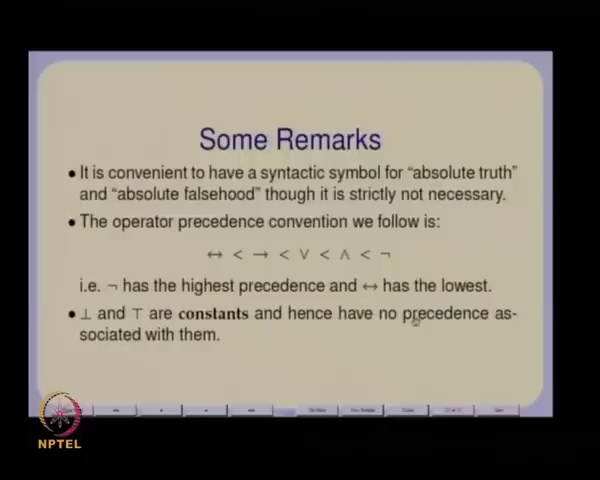 Some Remarks
• It is convenient to have a syntactic symbol for “absolute truth”
and “absolute falsehood” though it is strictly not necessary.
• The operator precedence convention we follow is:
↔ < → < ∨ < ∧ < ¬
i.e. ¬ has the highest precedence and ↔ has the lowest.
• ⊥ and ⊤ are constants and hence have no precedence as-
sociated with them.
NPTEL